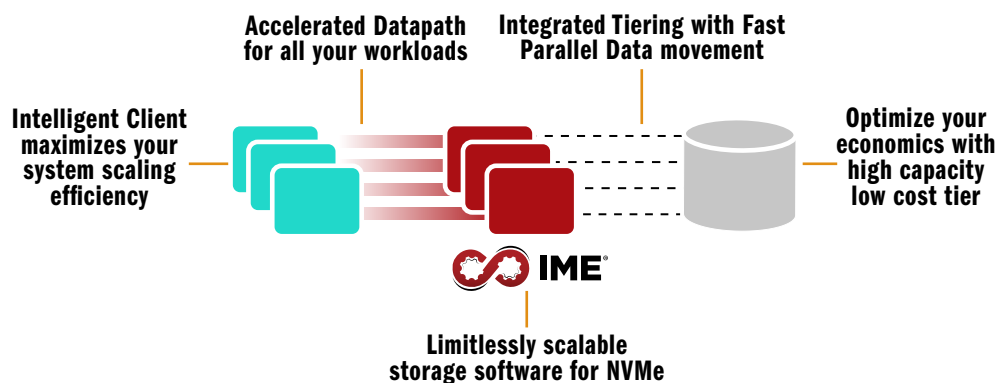 Accelerated Datapath
for all your workloads
Integrated Tiering with Fast
Parallel Data movement
Intelligent Client
maximizes your
system scaling
efficiency
Optimize your
economics with
high capacity
low cost tier
IME®
Limitlessly scalable
storage software for NVMe